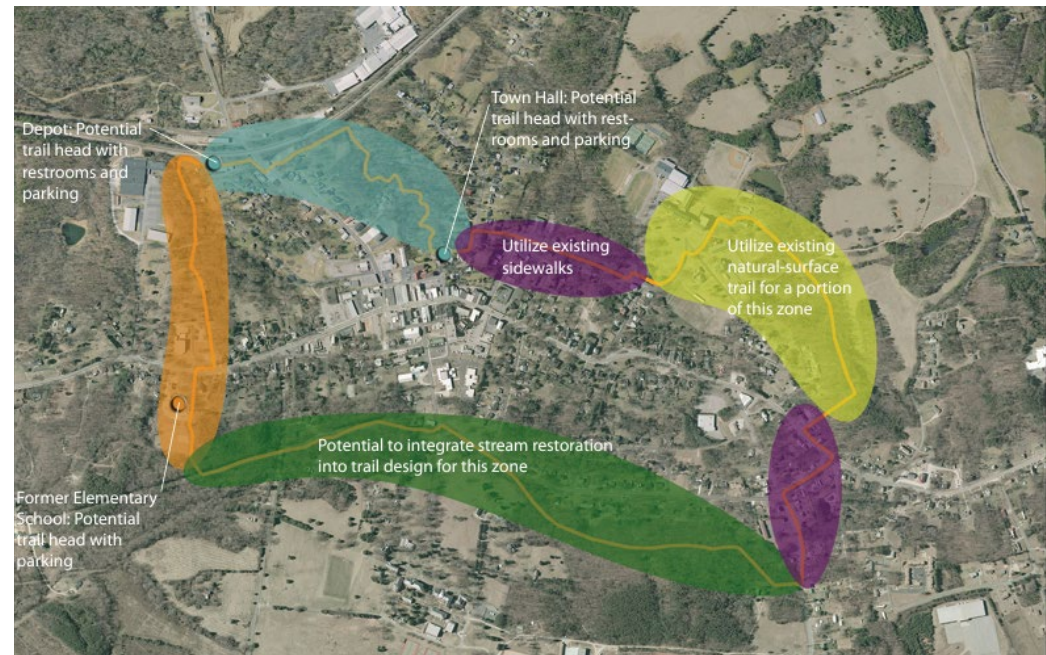 Depot: Potential
trail head with
restrooms and
parking
Town Hall: Potential
trail head with rest-
rooms and parking
Utilize existing
sidewalks
Utilize existing
natural-surface
trail for a portion
of this zone
Potential to integrate stream restoration
into trail design for this zone
Former Elementary
School: Potential
trail head with
parking